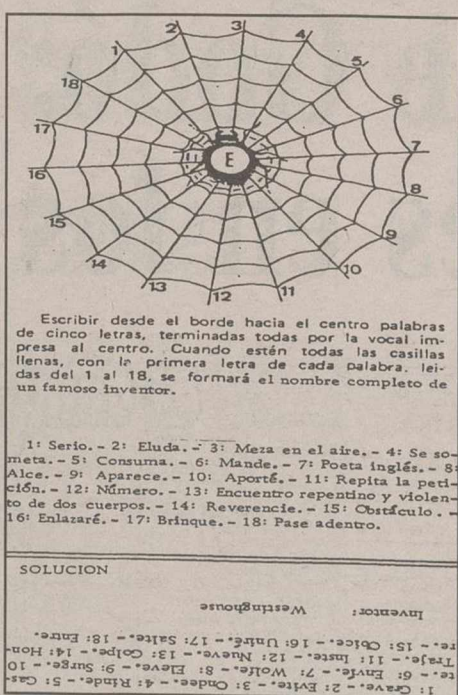 1
2
3
4
5
6
7
8
9
10
11
12
13
14
15
16
17
18
E
Escribir desde el borde hacia el centro palabras
de cinco letras, terminadas todas por la vocal im-
presa al centro. Cuando estén todas las casillas
llenas, con la primera letra de cada palabra, leí-
das del 1 al 18, se formará el nombre completo de
un famoso inventor.
1: Serio. - 2: Eluda. - 3: Meza en el aire. - 4: Se so-
meta. - 5: Consuma. - 6: Mande. - 7: Poeta inglés. - 8:
Alce. - 9: Aparece. - 10: Aporté. - 11: Repita la peti-
ción. - 12: Número. - 13: Encuentro repentino y violen-
to de dos cuerpos. - 14: Reverencie. - 15: Obstáculo. -
16: Enlazaré. - 17: Brinque. - 18: Pase adentro.
SOLUCION
1: Grave. - 2: Evite. - 3: Ondee. - 4: Rinde. - 5: Gas-
te. - 6: Envíe. - 7: Wolfe. - 8: Eleve. - 9: Surge. - 10
Traje. - 11: Inste. - 12: Nueve. - 13: Golpe. - 14: Hon-
re. - 15: Obice. - 16: Uniré. - 17: Salte. - 18: Entre.
Inventor: Westinghouse